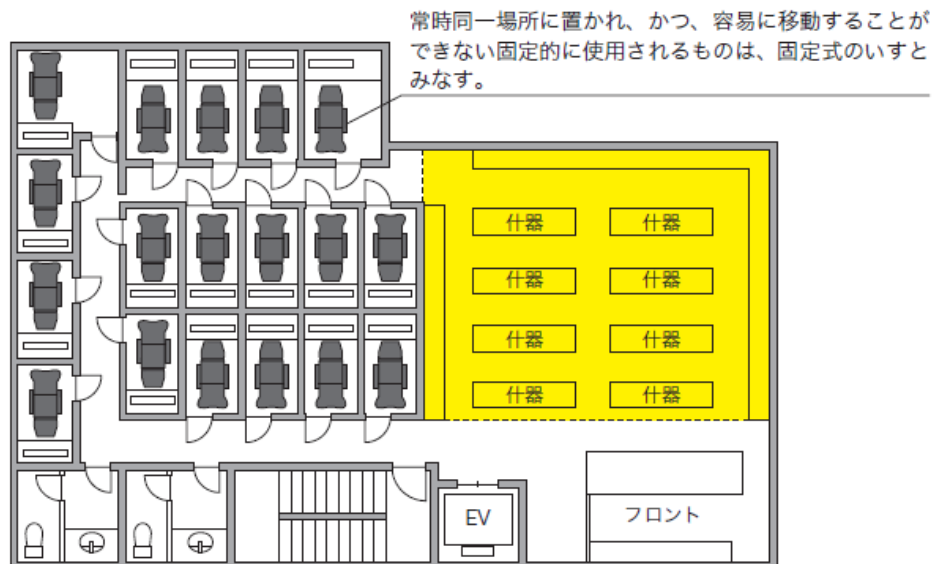 常時同一場所に置かれ、かつ、容易に移動することが
できない固定的に使用されるものは、固定式のいすと
みなす。
什器 什器
什器 什器
什器 什器
什器 什器
EV
フロント